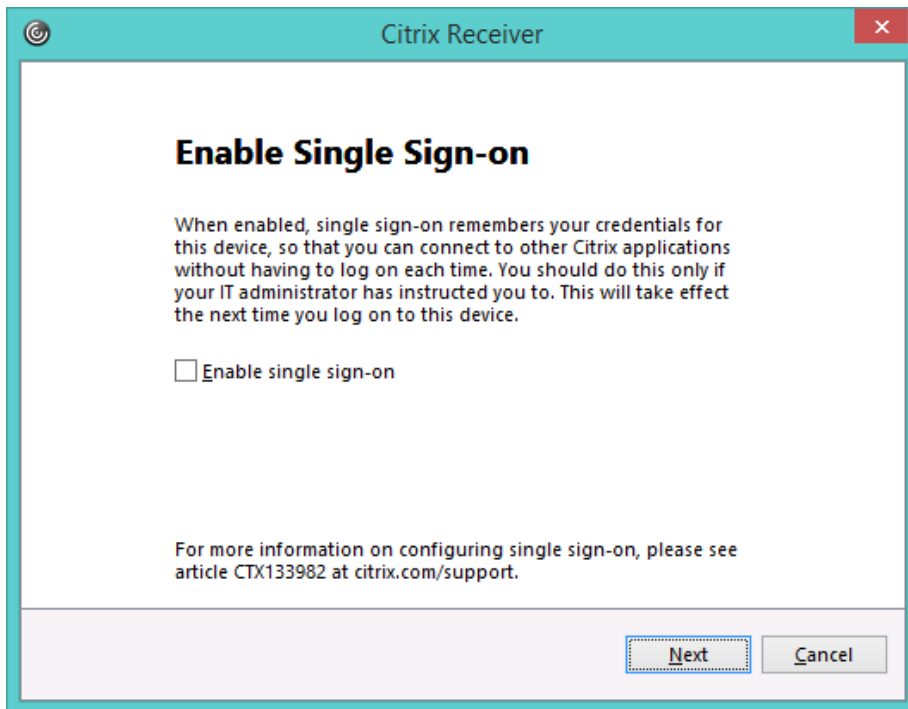 Citrix Receiver
Enable Single Sign-on
When enabled, single sign-on remembers your credentials for
this device, so that you can connect to other Citrix applications
without having to log on each time. You should do this only if
your IT administrator has instructed you to. This will take effect
the next time you log on to this device.
Enable single sign-on
For more information on configuring single sign-on, please see
article CTX133982 at citrix.com/support.
Next
Cancel